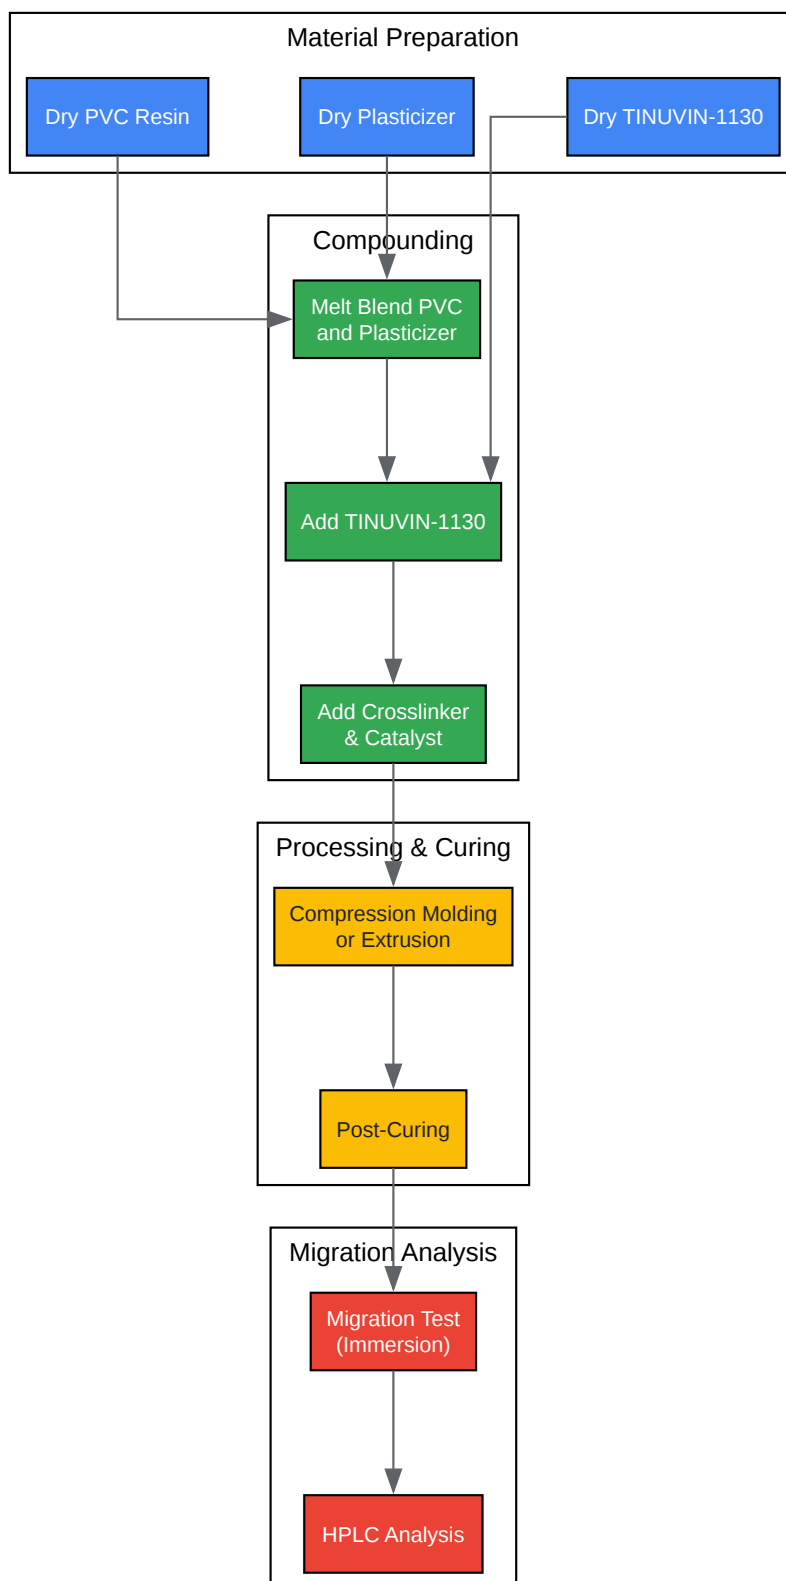 Material Preparation
Dry PVC Resin
Dry Plasticizer
Dry TINUVIN-1130
Compounding
Melt Blend PVC
and Plasticizer
Add TINUVIN-1130
Add Crosslinker
& Catalyst
Processing & Curing
Compression Molding
or Extrusion
Post-Curing
Migration Analysis
Migration Test
(Immersion)
HPLC Analysis